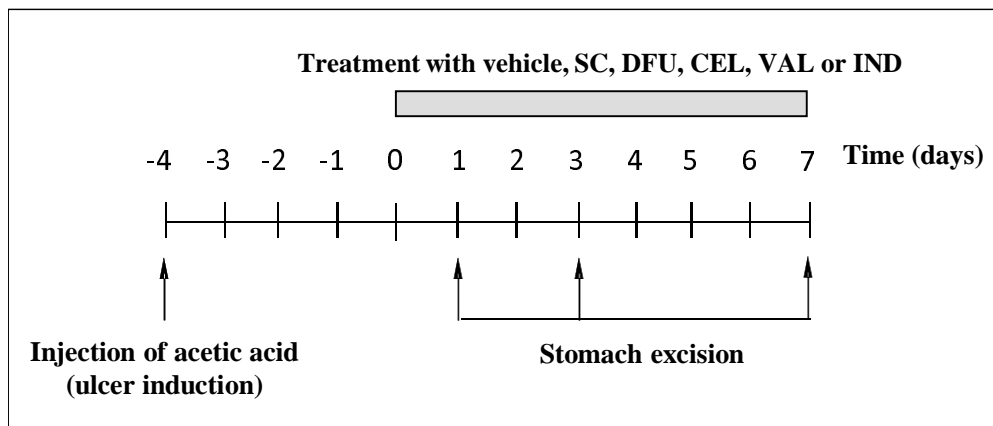 Treatment with vehicle, SC, DFU, CEL, VAL or IND
-4 -3 -2 -1 0 1 2 3 4 5 6 7 Time (days)
Injection of acetic acid
(ulcer induction)
Stomach excision